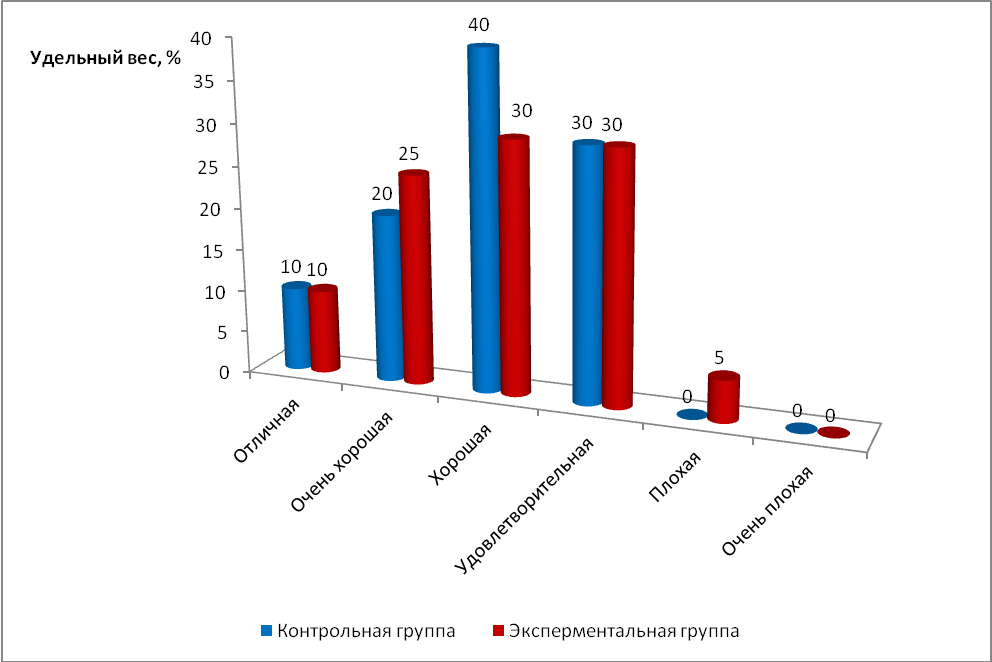 Удельный вес, %
40
35
30
25
20
15
10
5
0
10 10
20 25
40 30
30 30
0 5
0 0
Отличная
Очень хорошая
Хорошая
Удовлетворительная
Плохая
Очень плохая
Контрольная группа Эксперментальная группа